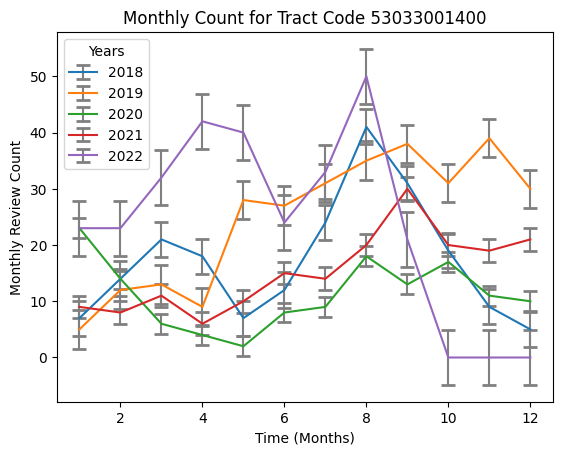 Monthly Count for Tract Code 53033001400
Years
2018
2019
2020
2021
2022
Monthly Review Count
50
40
30
20
10
0
2 4 6 8 10 12
Time (Months)